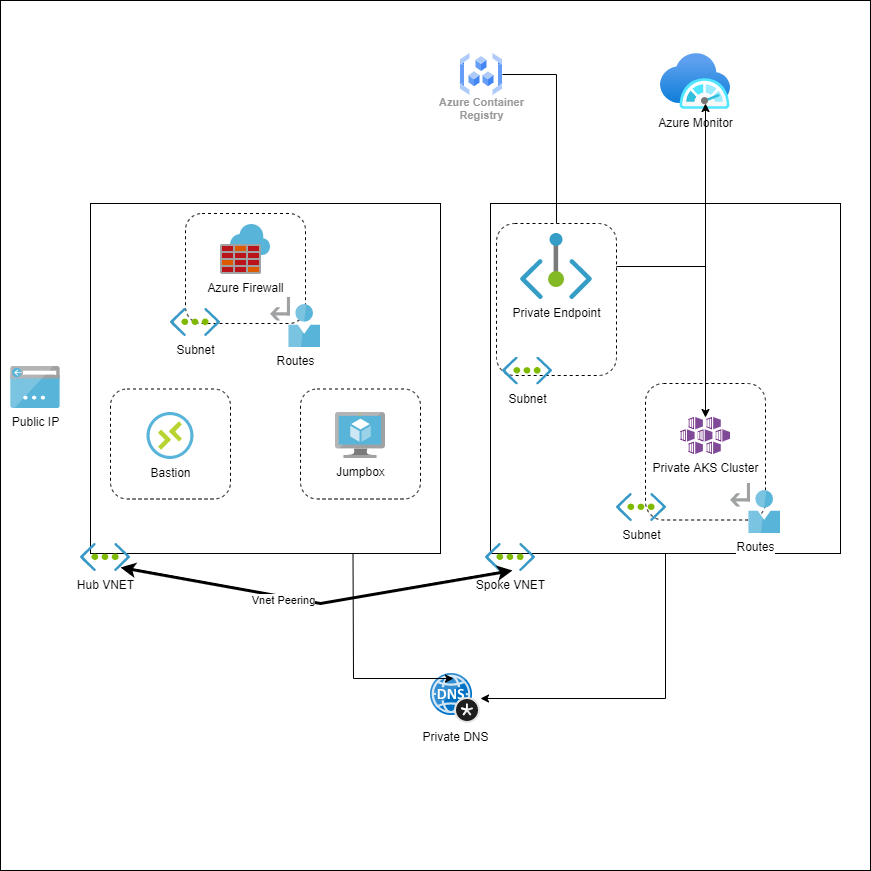 Azure Container
Registry
Azure Monitor
Azure Firewall
Subnet
Routes
Private Endpoint
Subnet
Public IP
Bastion
Jumpbox
Private AKS Cluster
Subnet
Routes
Hub VNET
Vnet Peering
Spoke VNET
DNS
Private DNS